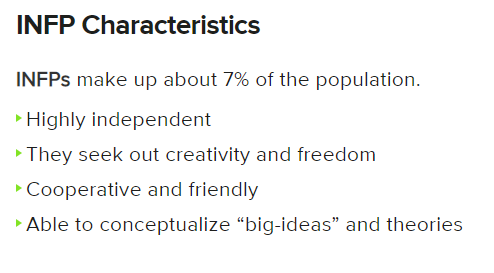 INFP Characteristics
INFPs make up about 7% of the population.
Highly independent
They seek out creativity and freedom
Cooperative and friendly
Able to conceptualize “big-ideas” and theories